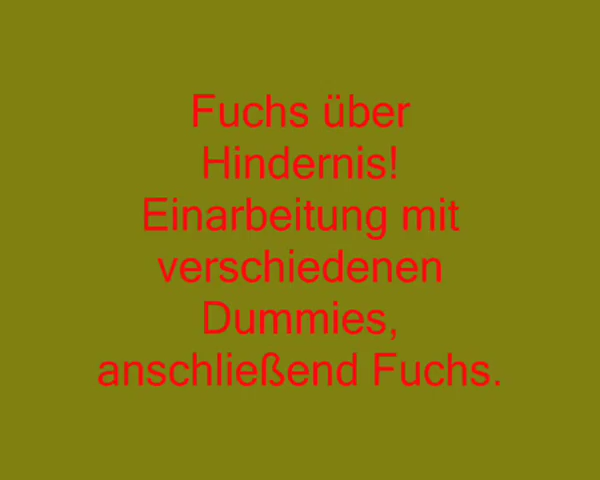 Fuchs über
Hindernis!
Einarbeitung mit
verschiedenen
Dummies,
anschließend Fuchs.